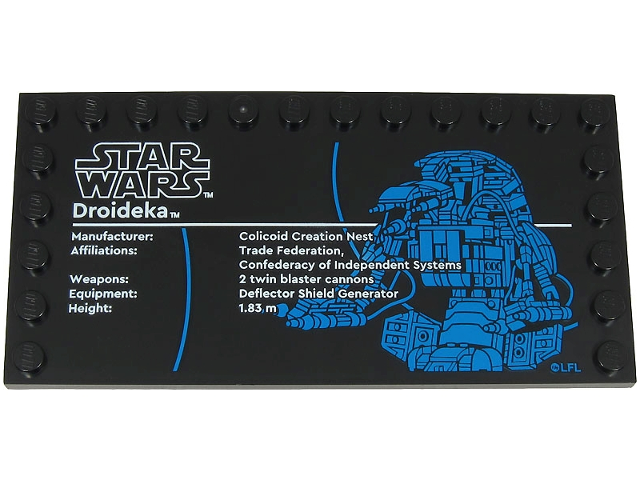 STAR
WARS™
Droideka™
Manufacturer: Colicoid Creation Nest
Affiliations: Trade Federation,
Confederacy of Independent Systems
Weapons: 2 twin blaster cannons
Equipment: Deflector Shield Generator
Height: 1.83 m
©LFL